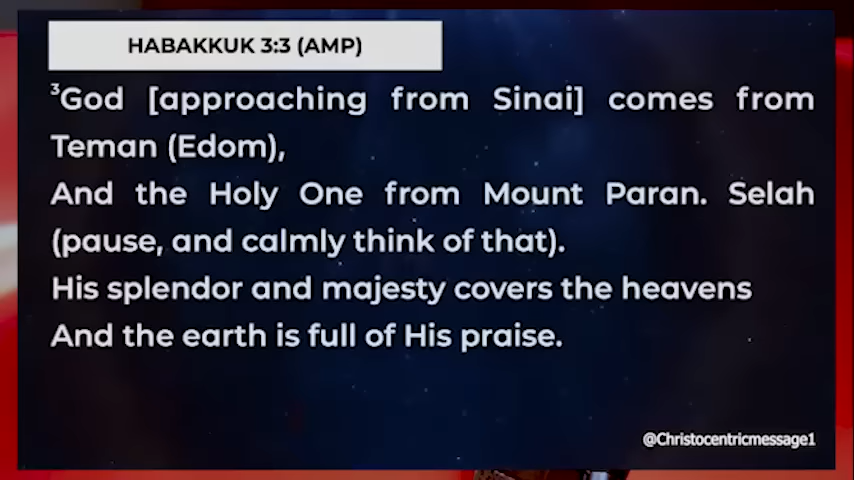 HABAKKUK 3:3 (AMP)
³God [approaching from Sinai] comes from
Teman (Edom),
And the Holy One from Mount Paran. Selah
(pause, and calmly think of that).
His splendor and majesty covers the heavens
And the earth is full of His praise.
@Christocentricmessage1